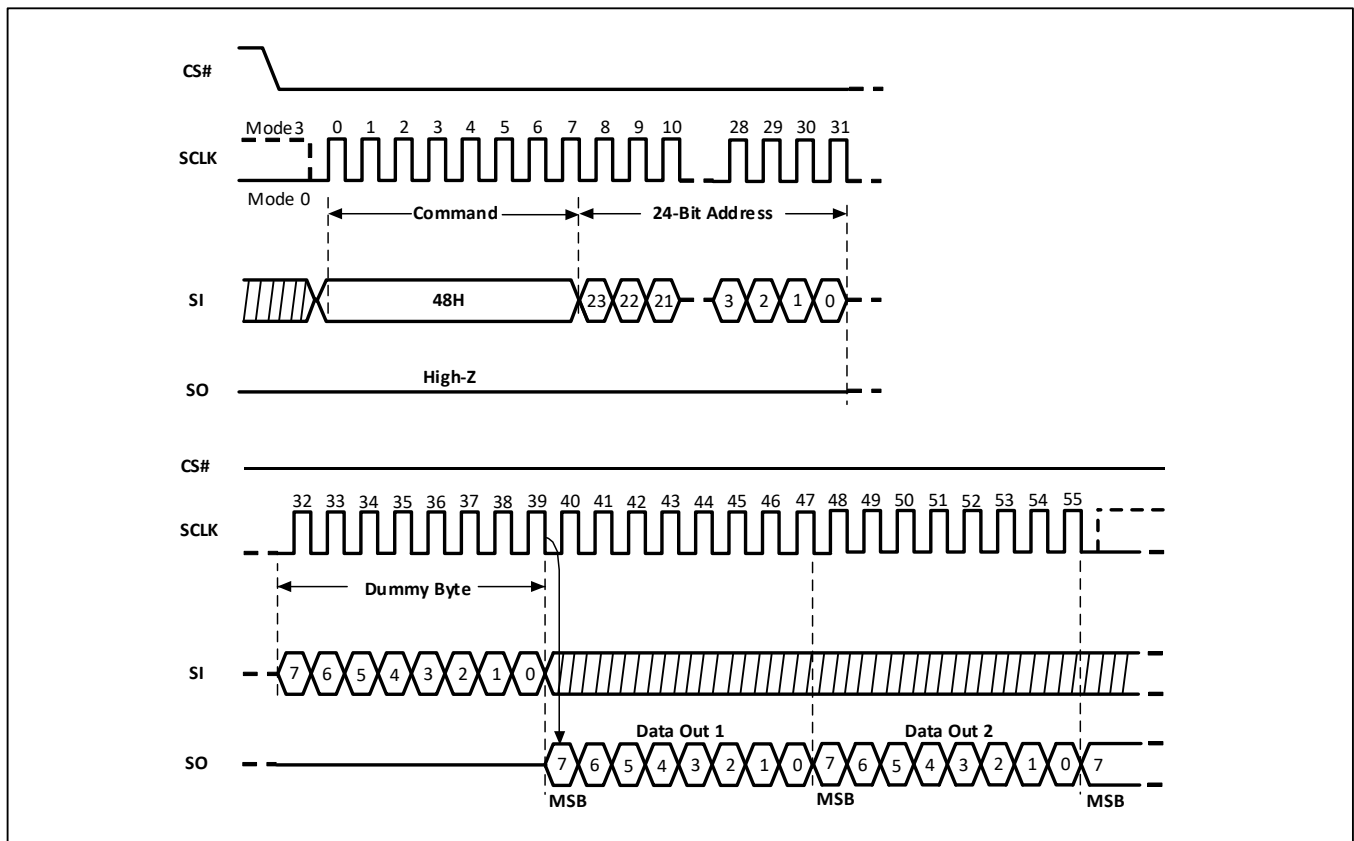 CS#
Mode3 0 1 2 3 4 5 6 7 8 9 10 28 29 30 31
SCLK
Mode 0
Command 24-Bit Address
SI 48H 23 22 21 3 2 1 0
High-Z
SO
CS#
32 33 34 35 36 37 38 39 40 41 42 43 44 45 46 47 48 49 50 51 52 53 54 55
SCLK
Dummy Byte
SI 7 6 5 4 3 2 1 0
Data Out 1 Data Out 2
SO 7 6 5 4 3 2 1 0 7 6 5 4 3 2 1 0 7
MSB MSB MSB